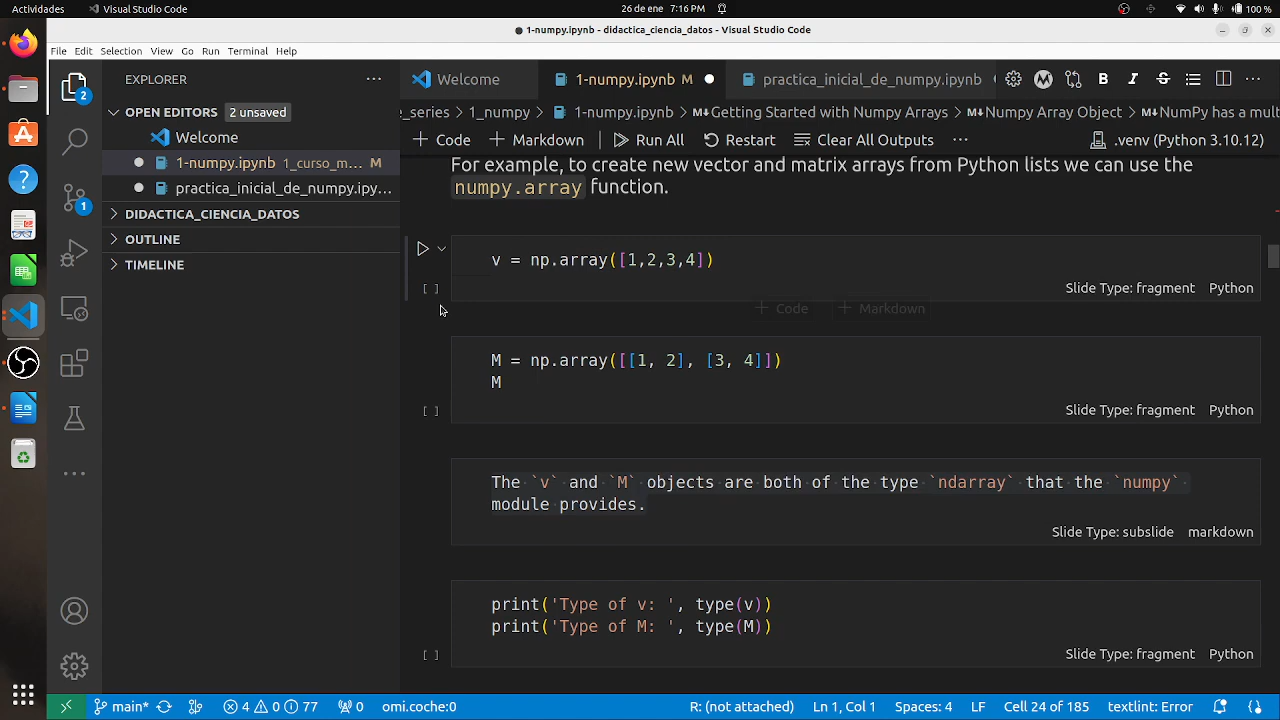 Actividades
Visual Studio Code
26 de ene 7:16 PM
100 %
1-numpy.ipynb - didactica_ciencia_datos - Visual Studio Code
File Edit Selection View Go Run Terminal Help
EXPLORER
Welcome
1-numpy.ipynb M
practica_inicial_de_numpy.ipynb
OPEN EDITORS 2 unsaved
e_series > 1_numpy > 1-numpy.ipynb > Getting Started with Numpy Arrays > Numpy Array Object > NumPy has a mult
Welcome
+ Code + Markdown Run All Restart Clear All Outputs ... .venv (Python 3.10.12)
1-numpy.ipynb 1_curso_m... M
practica_inicial_de_numpy.ipy...
DIDACTICA_CIENCIA_DATOS
OUTLINE
TIMELINE
2
1
For example, to create new vector and matrix arrays from Python lists we can use the
numpy.array function.
v = np.array([1,2,3,4])
[ ]
Slide Type: fragment Python
+ Code + Markdown
M = np.array([[1, 2], [3, 4]])
M
[ ]
Slide Type: fragment Python
The `v` and `M` objects are both of the type `ndarray` that the `numpy`
module provides.
Slide Type: subslide markdown
print('Type of v: ', type(v))
print('Type of M: ', type(M))
[ ]
Slide Type: fragment Python
main* 4 0 77 0 omi.coche:0 R: (not attached) Ln 1, Col 1 Spaces: 4 LF Cell 24 of 185 textlint: Error